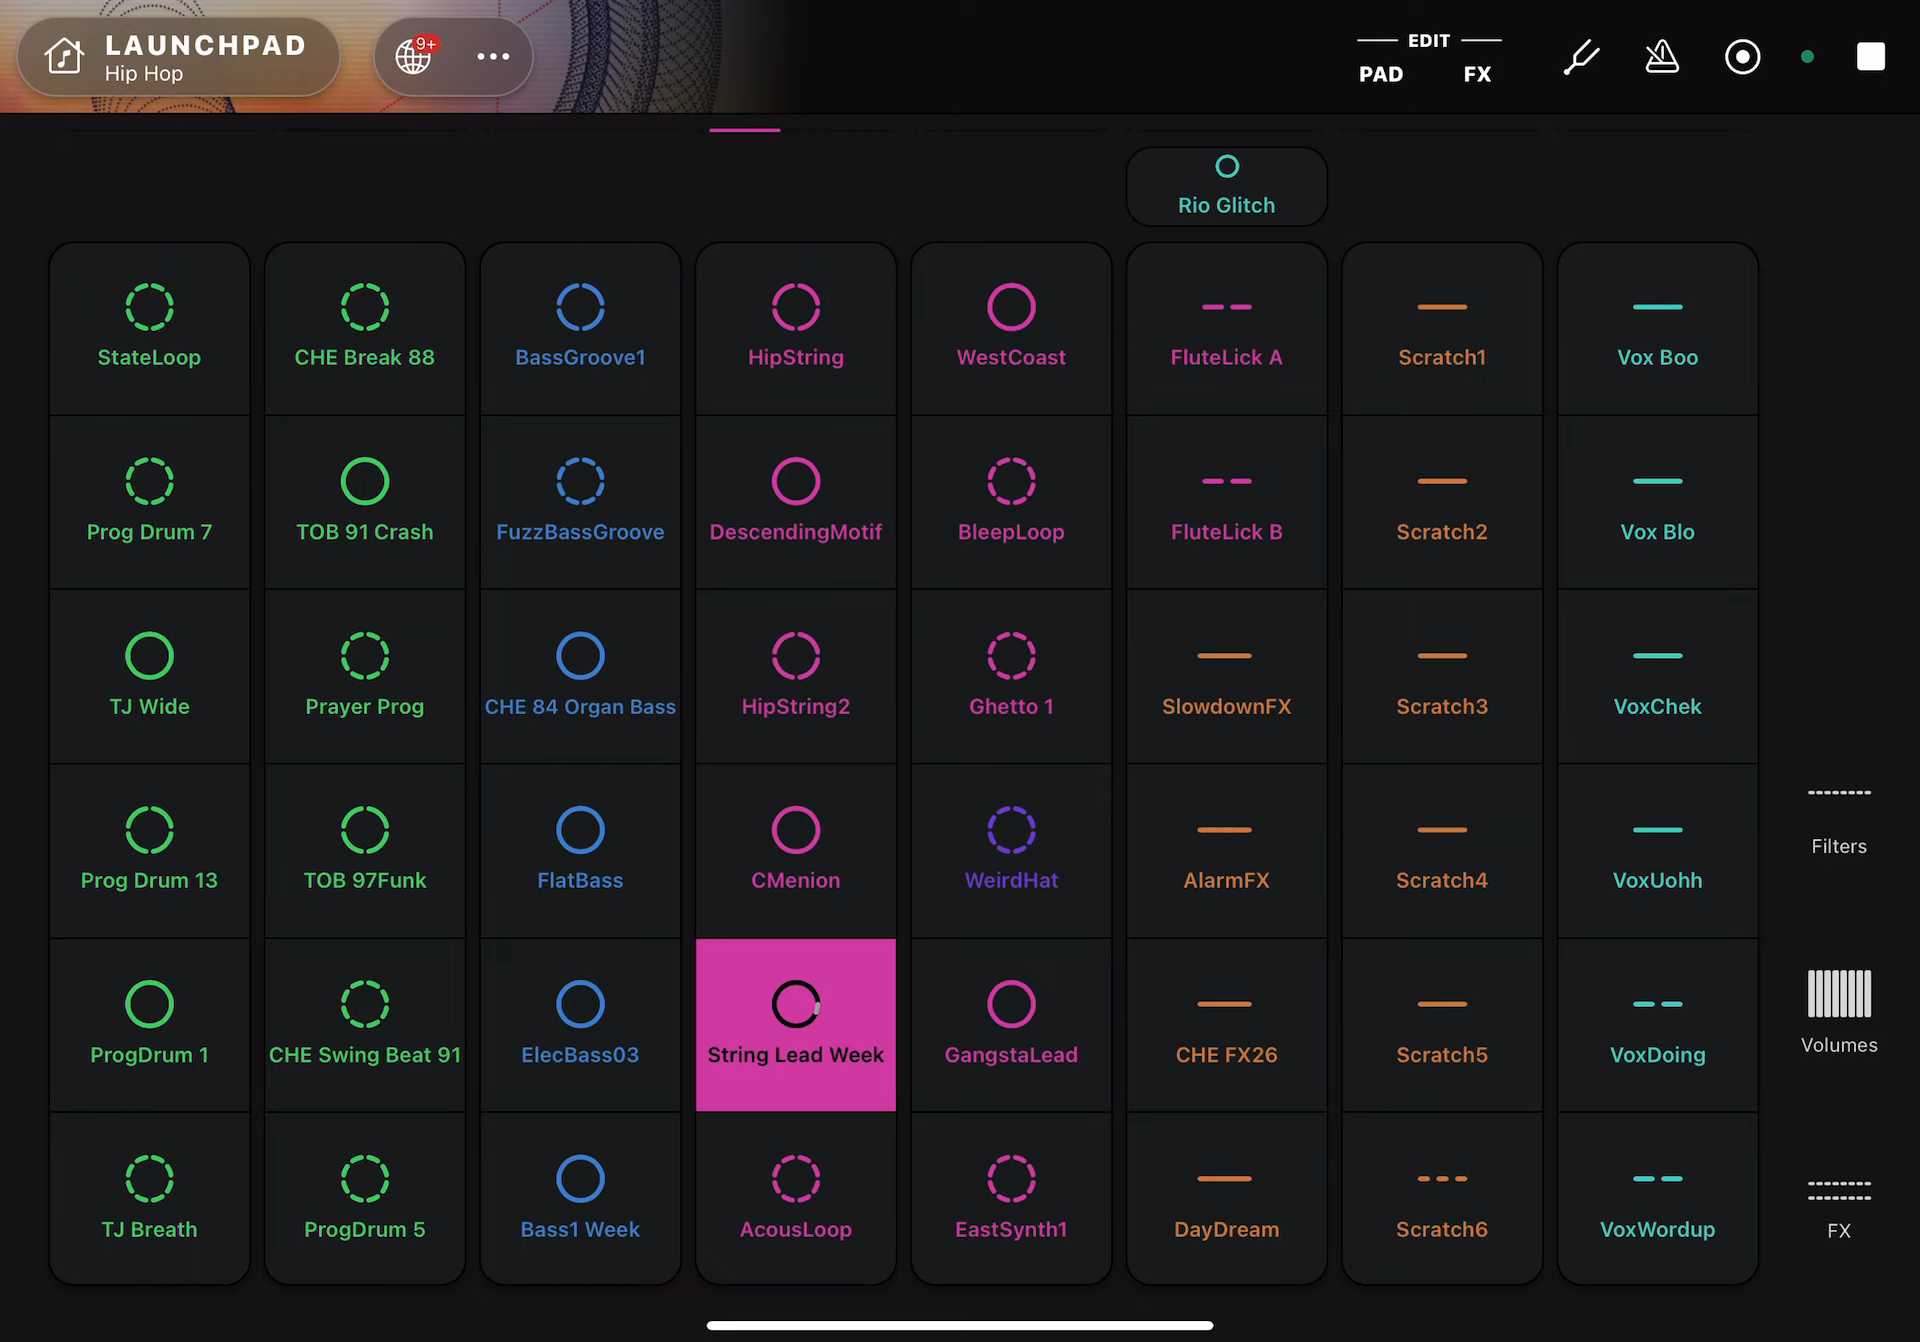 LAUNCHPAD
Hip Hop
9+
EDIT
PAD FX
Rio Glitch
StateLoop
CHE Break 88
BassGroove1
HipString
WestCoast
FluteLick A
Scratch1
Vox Boo
Prog Drum 7
TOB 91 Crash
FuzzBassGroove
DescendingMotif
BleepLoop
FluteLick B
Scratch2
Vox Blo
TJ Wide
Prayer Prog
CHE 84 Organ Bass
HipString2
Ghetto 1
SlowdownFX
Scratch3
VoxChek
Prog Drum 13
TOB 97Funk
FlatBass
CMenion
WeirdHat
AlarmFX
Scratch4
VoxUohh
Filters
ProgDrum 1
CHE Swing Beat 91
ElecBass03
String Lead Week
GangstaLead
CHE FX26
Scratch5
VoxDoing
Volumes
TJ Breath
ProgDrum 5
Bass1 Week
AcousLoop
EastSynth1
DayDream
Scratch6
VoxWordup
FX